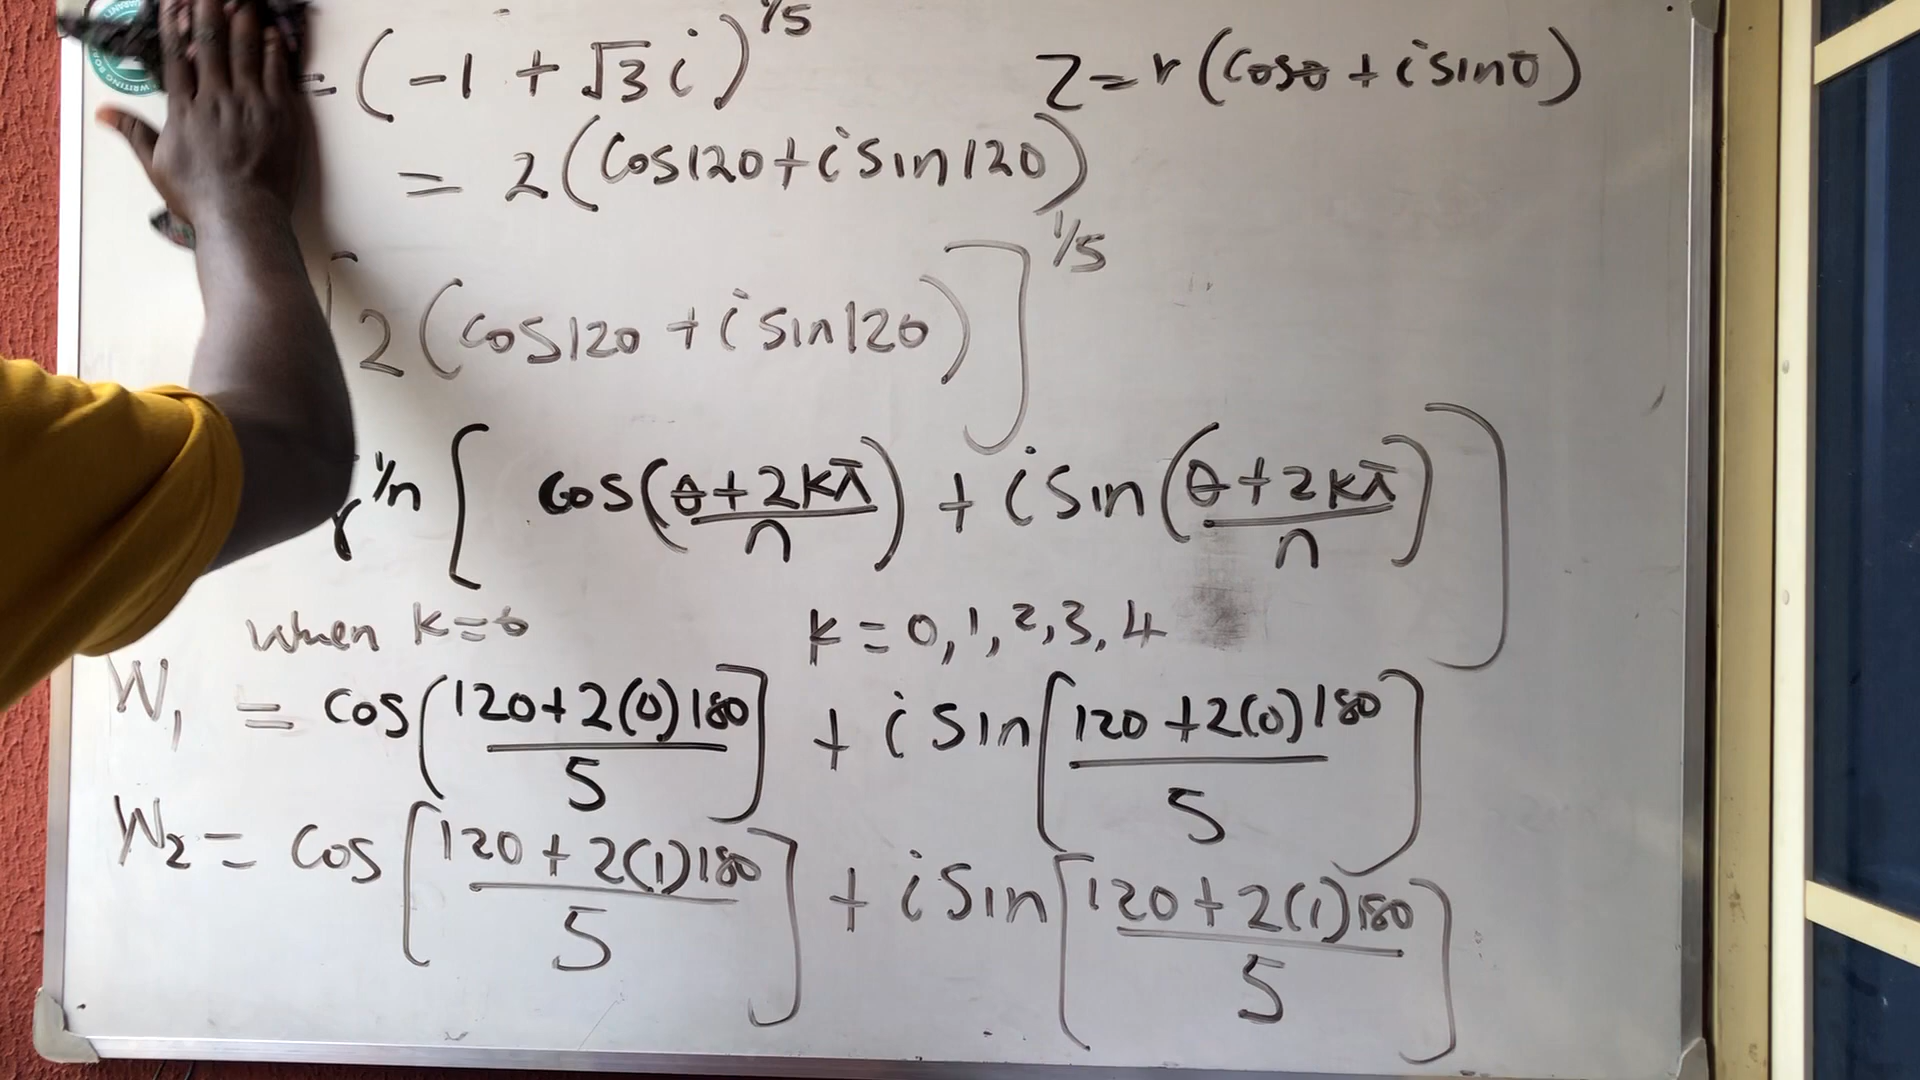 = (-1 + √3 i)^1/5
z = r(cosθ + i sinθ)
= 2(cos120 + i sin120)
[2(cos120 + i sin120)]^1/5
r^1/n [cos((θ + 2kπ)/n) + i sin((θ + 2kπ)/n)]
when k=0
k = 0, 1, 2, 3, 4
W₁ = cos[(120 + 2(0)180)/5] + i sin[(120 + 2(0)180)/5]
W₂ = cos[(120 + 2(1)180)/5] + i sin[(120 + 2(1)180)/5]